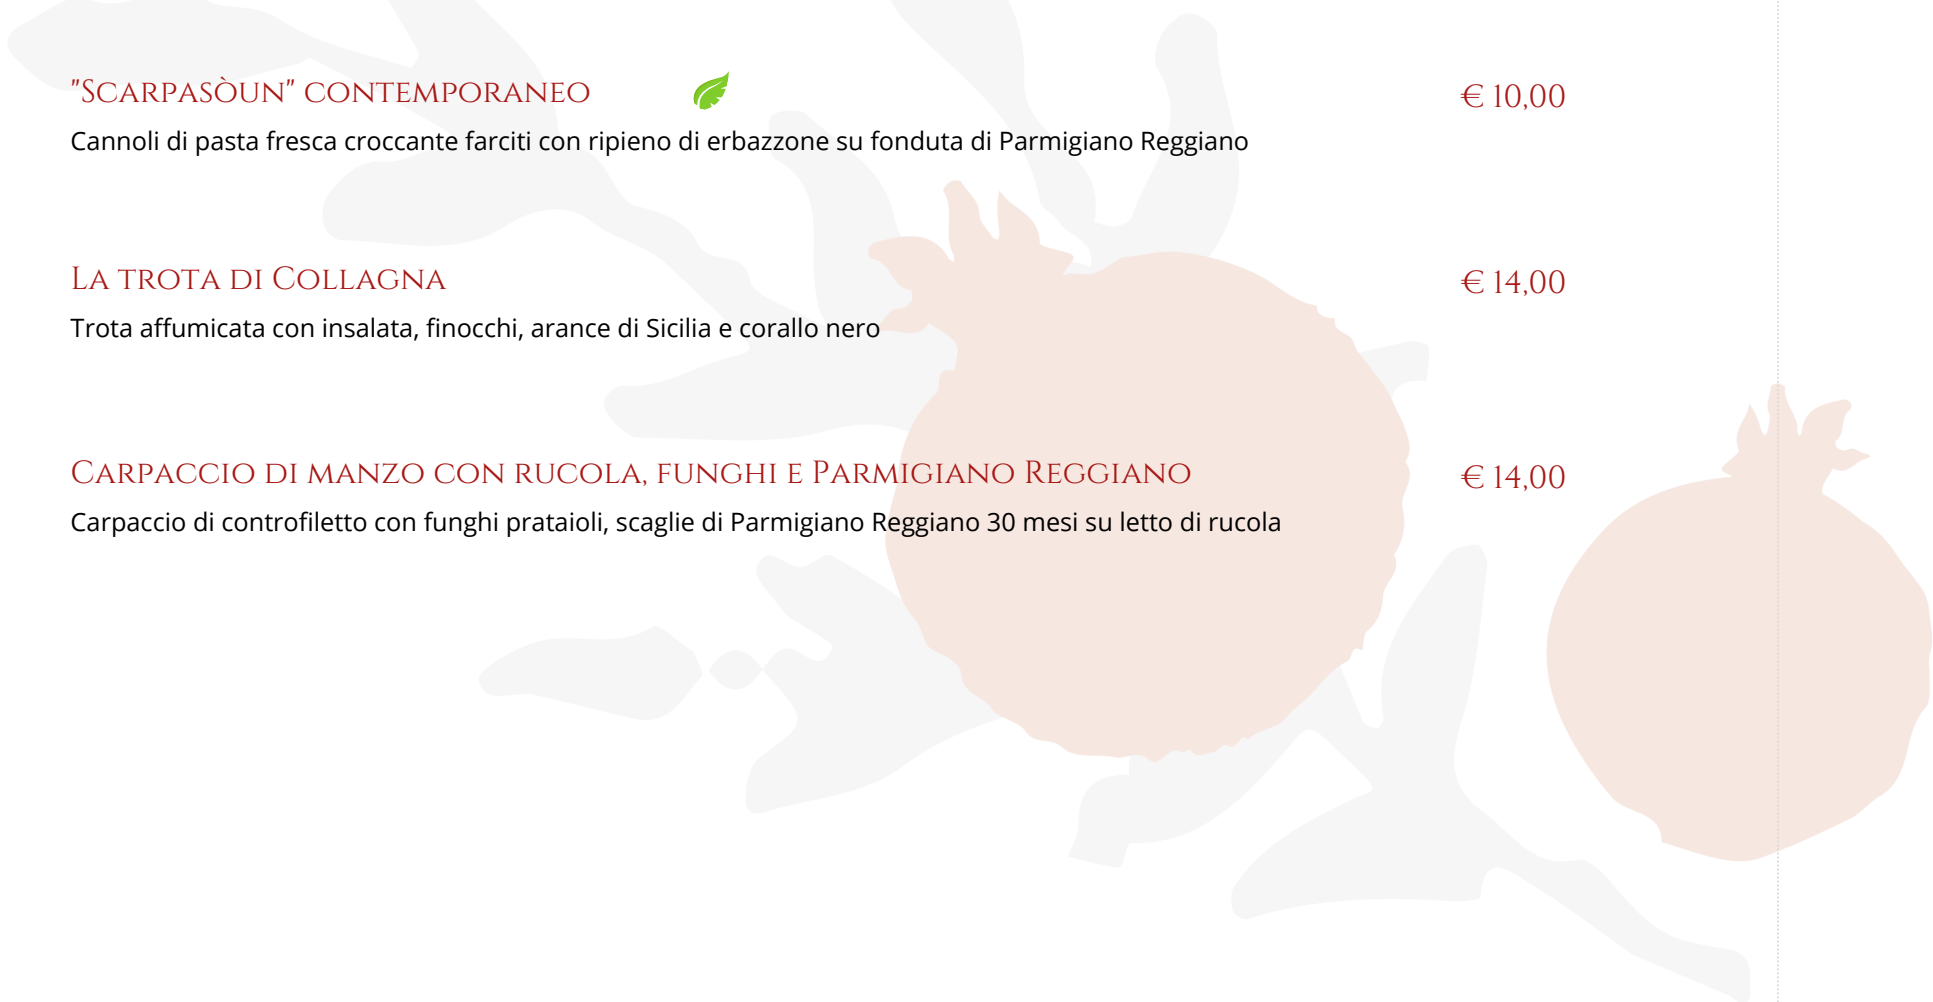 "Scarpasòun" contemporaneo
€ 10,00
Cannoli di pasta fresca croccante farciti con ripieno di erbazzone su fonduta di Parmigiano Reggiano
La trota di Collagna
€ 14,00
Trota affumicata con insalata, finocchi, arance di Sicilia e corallo nero
Carpaccio di manzo con rucola, funghi e Parmigiano Reggiano
€ 14,00
Carpaccio di controfiletto con funghi prataioli, scaglie di Parmigiano Reggiano 30 mesi su letto di rucola